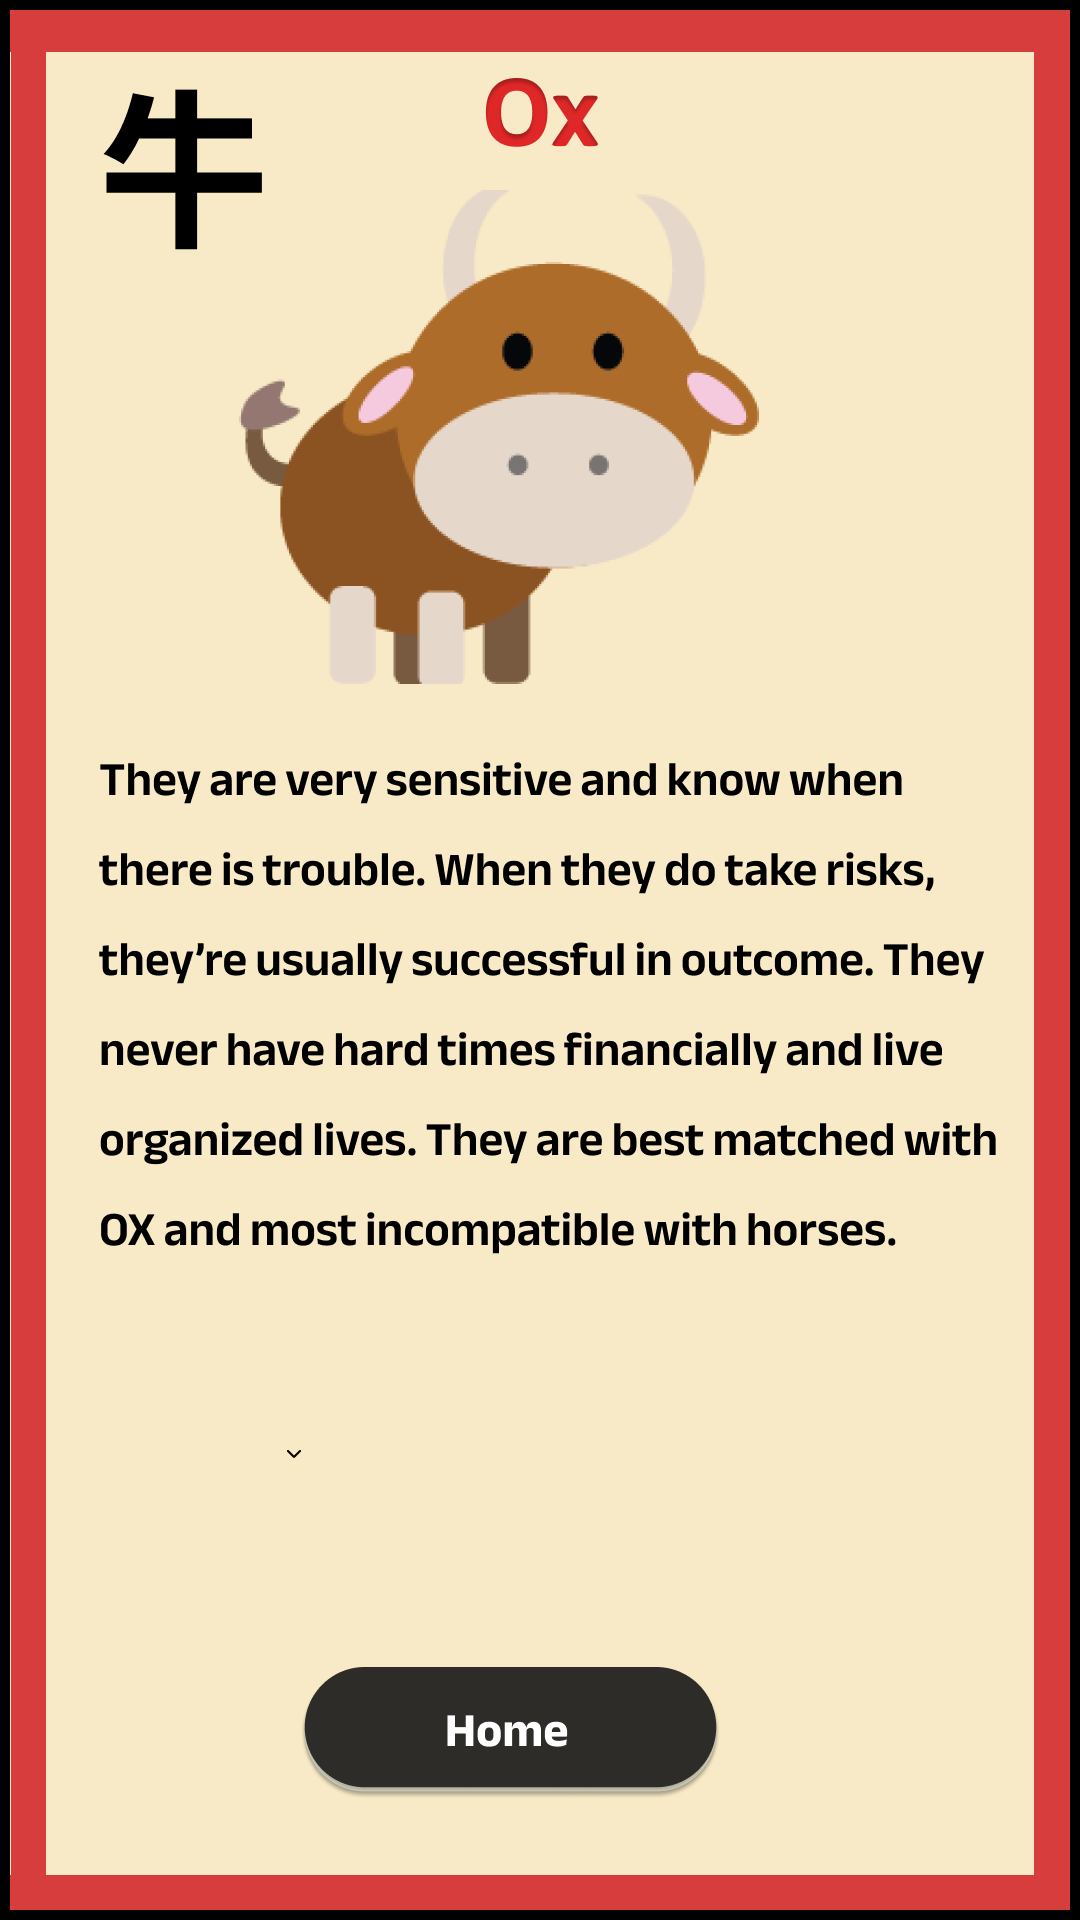 牛
Ox
They are very sensitive and know when
there is trouble. When they do take risks,
they’re usually successful in outcome. They
never have hard times financially and live
organized lives. They are best matched with
OX and most incompatible with horses.
Home